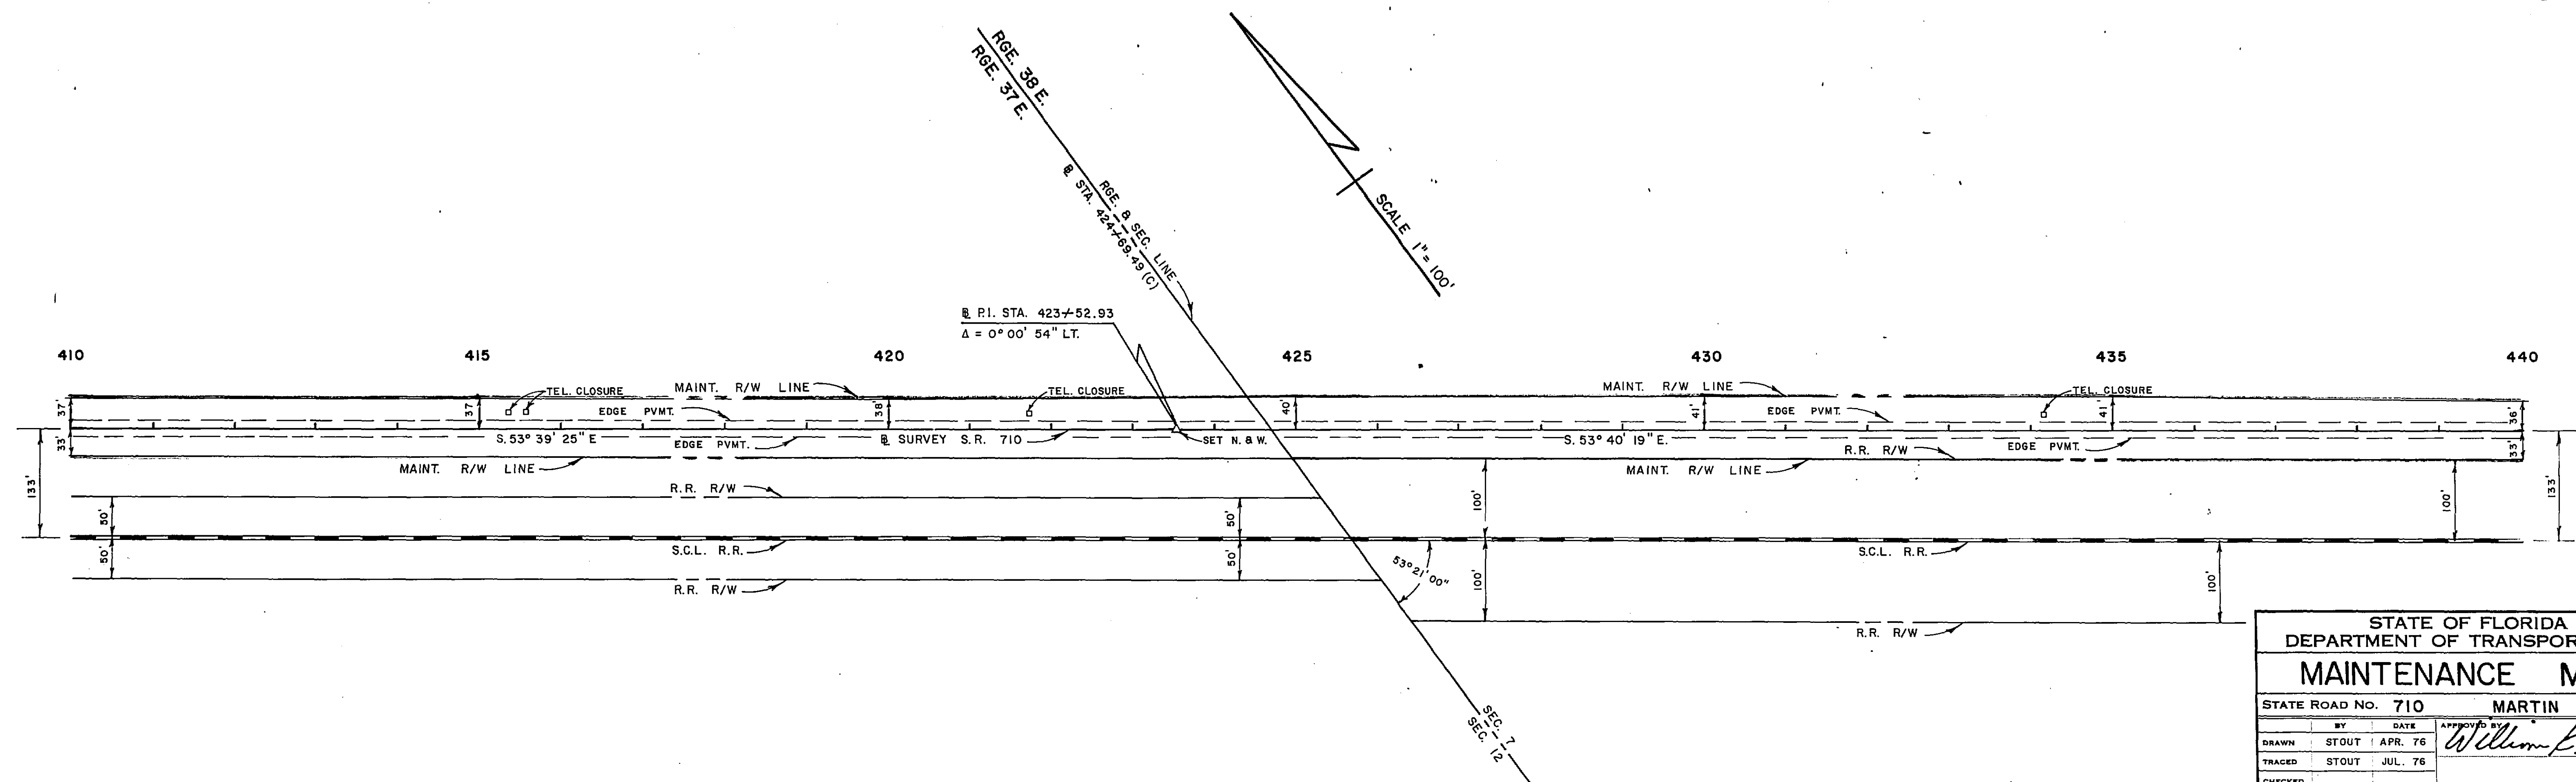 RGE. 38 E.
RGE. 37 E.
RGE. & SEC. LINE
℄ STA. 424+69.49 (C)
SCALE 1" = 100'
℄ P.I. STA. 423+52.93
Δ = 0° 00' 54" LT.
410 415 420 425 430 435 440
TEL. CLOSURE
MAINT. R/W LINE
TEL. CLOSURE
MAINT. R/W LINE
TEL. CLOSURE
37' 37' 38' 40' 41' 41' 36'
EDGE PVMT.
EDGE PVMT.
33' S. 53° 39' 25" E
EDGE PVMT.
SURVEY S.R. 710
SET N. & W.
S. 53° 40' 19" E.
R.R. R/W
EDGE PVMT.
33'
MAINT. R/W LINE
MAINT. R/W LINE
133'
R.R. R/W
100'
100'
133'
50'
50'
S.C.L. R.R.
S.C.L. R.R.
50'
50'
53° 21' 00"
100'
100'
R.R. R/W
R.R. R/W
SEC. 7
SEC. 12
STATE OF FLORIDA
DEPARTMENT OF TRANSPOR
MAINTENANCE M
STATE ROAD NO. 710 MARTIN
BY DATE APPROVED BY
DRAWN STOUT APR. 76 William
TRACED STOUT JUL. 76
CHECKED